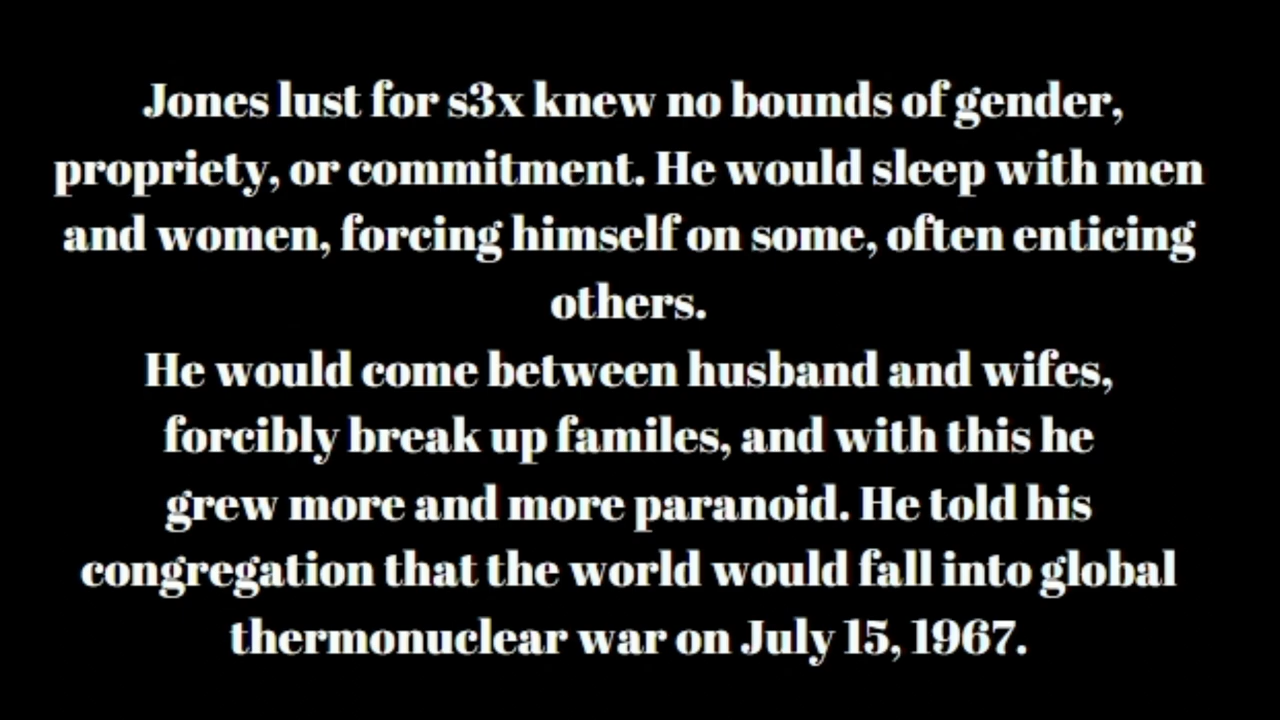 Jones lust for s3x knew no bounds of gender,
propriety, or commitment. He would sleep with men
and women, forcing himself on some, often enticing
others.
He would come between husband and wifes,
forcibly break up familes, and with this he
grew more and more paranoid. He told his
congregation that the world would fall into global
thermonuclear war on July 15, 1967.